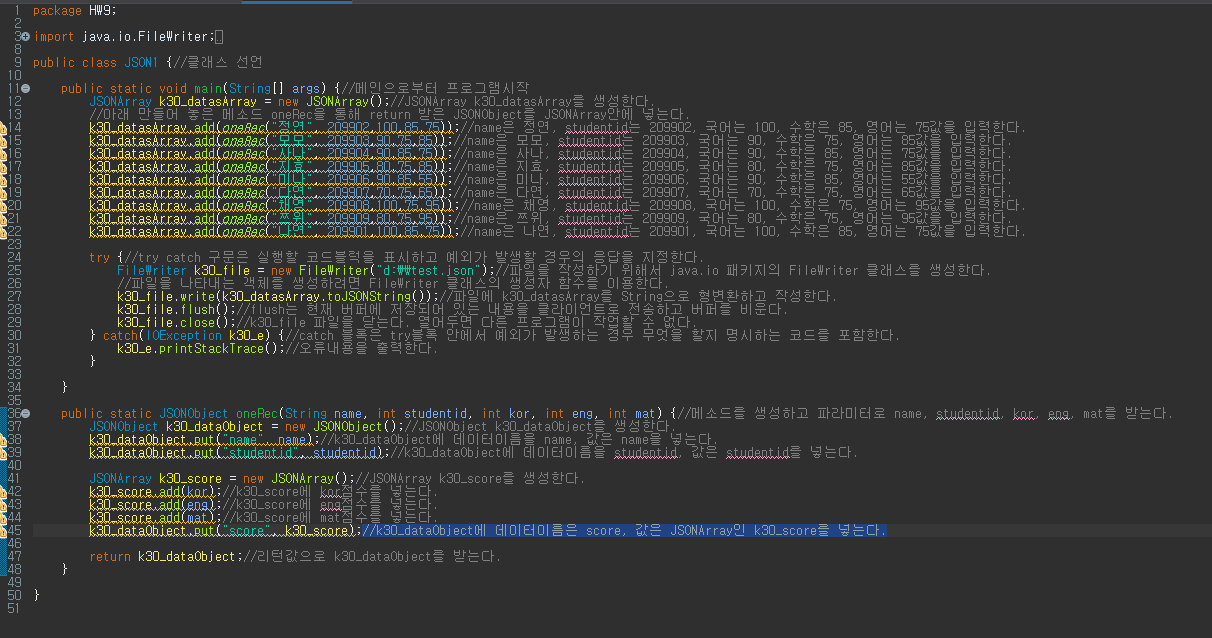 1 package HW9;
2
3 import java.io.FileWriter;
8
9 public class JSON1 {//클래스 선언
10
11 public static void main(String[] args) {//메인으로부터 프로그램시작
12 JSONArray k30_datasArray = new JSONArray();//JSONArray k30_datasArray를 생성한다.
13 //아래 만들어 놓은 메소드 oneRec을 통해 return 받은 JSONObject를 JSONArray안에 넣는다.
14 k30_datasArray.add(oneRec("정연", 209902,100,85,75));//name은 정연, studentid는 209902, 국어는 100, 수학은 85, 영어는 75값을 입력한다.
15 k30_datasArray.add(oneRec("모모", 209903,90,75,85));//name은 모모, studentid는 209903, 국어는 90, 수학은 75, 영어는 85값을 입력한다.
16 k30_datasArray.add(oneRec("사나", 209904,90,85,75));//name은 사나, studentid는 209904, 국어는 90, 수학은 85, 영어는 75값을 입력한다.
17 k30_datasArray.add(oneRec("지효", 209905,80,75,85));//name은 지효, studentid는 209905, 국어는 80, 수학은 75, 영어는 85값을 입력한다.
18 k30_datasArray.add(oneRec("미나", 209906,90,85,55));//name은 미나, studentid는 209906, 국어는 90, 수학은 85, 영어는 55값을 입력한다.
19 k30_datasArray.add(oneRec("다연", 209907,70,75,65));//name은 다연, studentid는 209907, 국어는 70, 수학은 75, 영어는 65값을 입력한다.
20 k30_datasArray.add(oneRec("채영", 209908,100,75,95));//name은 채영, studentid는 209908, 국어는 100, 수학은 75, 영어는 95값을 입력한다.
21 k30_datasArray.add(oneRec("쯔위", 209909,80,75,95));//name은 쯔위, studentid는 209909, 국어는 80, 수학은 75, 영어는 95값을 입력한다.
22 k30_datasArray.add(oneRec("나연", 209901,100,85,75));//name은 나연, studentid는 209901, 국어는 100, 수학은 85, 영어는 75값을 입력한다.
23
24 try {//try catch 구문은 실행할 코드블럭을 표시하고 예외가 발생할 경우의 응답을 지정한다.
25 FileWriter k30_file = new FileWriter("d:\\test.json");//파일을 작성하기 위해서 java.io 패키지의 FileWriter 클래스를 생성한다.
26 //파일을 나타내는 객체를 생성하려면 FileWriter 클래스의 생성자 함수를 이용한다.
27 k30_file.write(k30_datasArray.toJSONString());//파일에 k30_datasArray를 String으로 형변환하고 작성한다.
28 k30_file.flush();//flush는 현재 버퍼에 저장되어 있는 내용을 클라이언트로 전송하고 버퍼를 비운다.
29 k30_file.close();//k30_file 파일을 닫는다. 열어두면 다른 프로그램이 작업할 수 없다.
30 } catch(IOException k30_e) {//catch 블록은 try블록 안에서 예외가 발생하는 경우 무엇을 할지 명시하는 코드를 포함한다.
31 k30_e.printStackTrace();//오류내용을 출력한다.
32 }
33
34 }
35
36 public static JSONObject oneRec(String name, int studentid, int kor, int eng, int mat) {//메소드를 생성하고 파라미터로 name, studentid, kor, eng, mat를 받는다.
37 JSONObject k30_dataObject = new JSONObject();//JSONObject k30_dataObject를 생성한다.
38 k30_dataObject.put("name", name);//k30_dataObject에 데이터이름을 name, 값은 name을 넣는다.
39 k30_dataObject.put("studentid", studentid);//k30_dataObject에 데이터이름을 studentid, 값은 studentid를 넣는다.
40
41 JSONArray k30_score = new JSONArray();//JSONArray k30_score를 생성한다.
42 k30_score.add(kor);//k30_score에 kor점수를 넣는다.
43 k30_score.add(eng);//k30_score에 eng점수를 넣는다.
44 k30_score.add(mat);//k30_score에 mat점수를 넣는다.
45 k30_dataObject.put("score", k30_score);//k30_dataObject에 데이터이름은 score, 값은 JSONArray인 k30_score를 넣는다.
46
47 return k30_dataObject;//리턴값으로 k30_dataObject를 받는다.
48 }
49
50 }
51